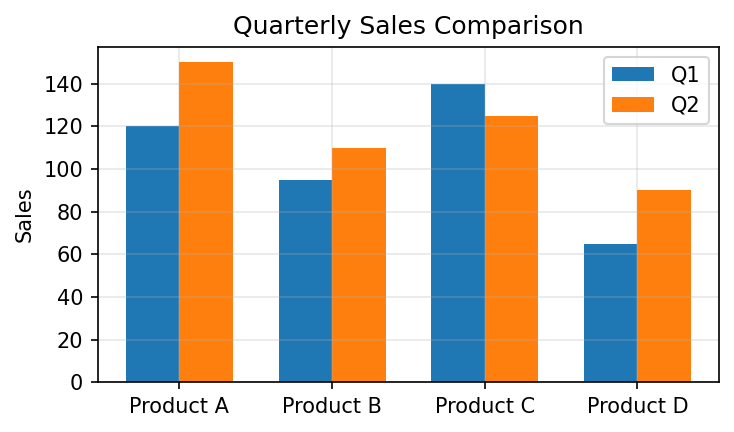 Quarterly Sales Comparison
Q1
Q2
Sales
140
120
100
80
60
40
20
0
Product A
Product B
Product C
Product D